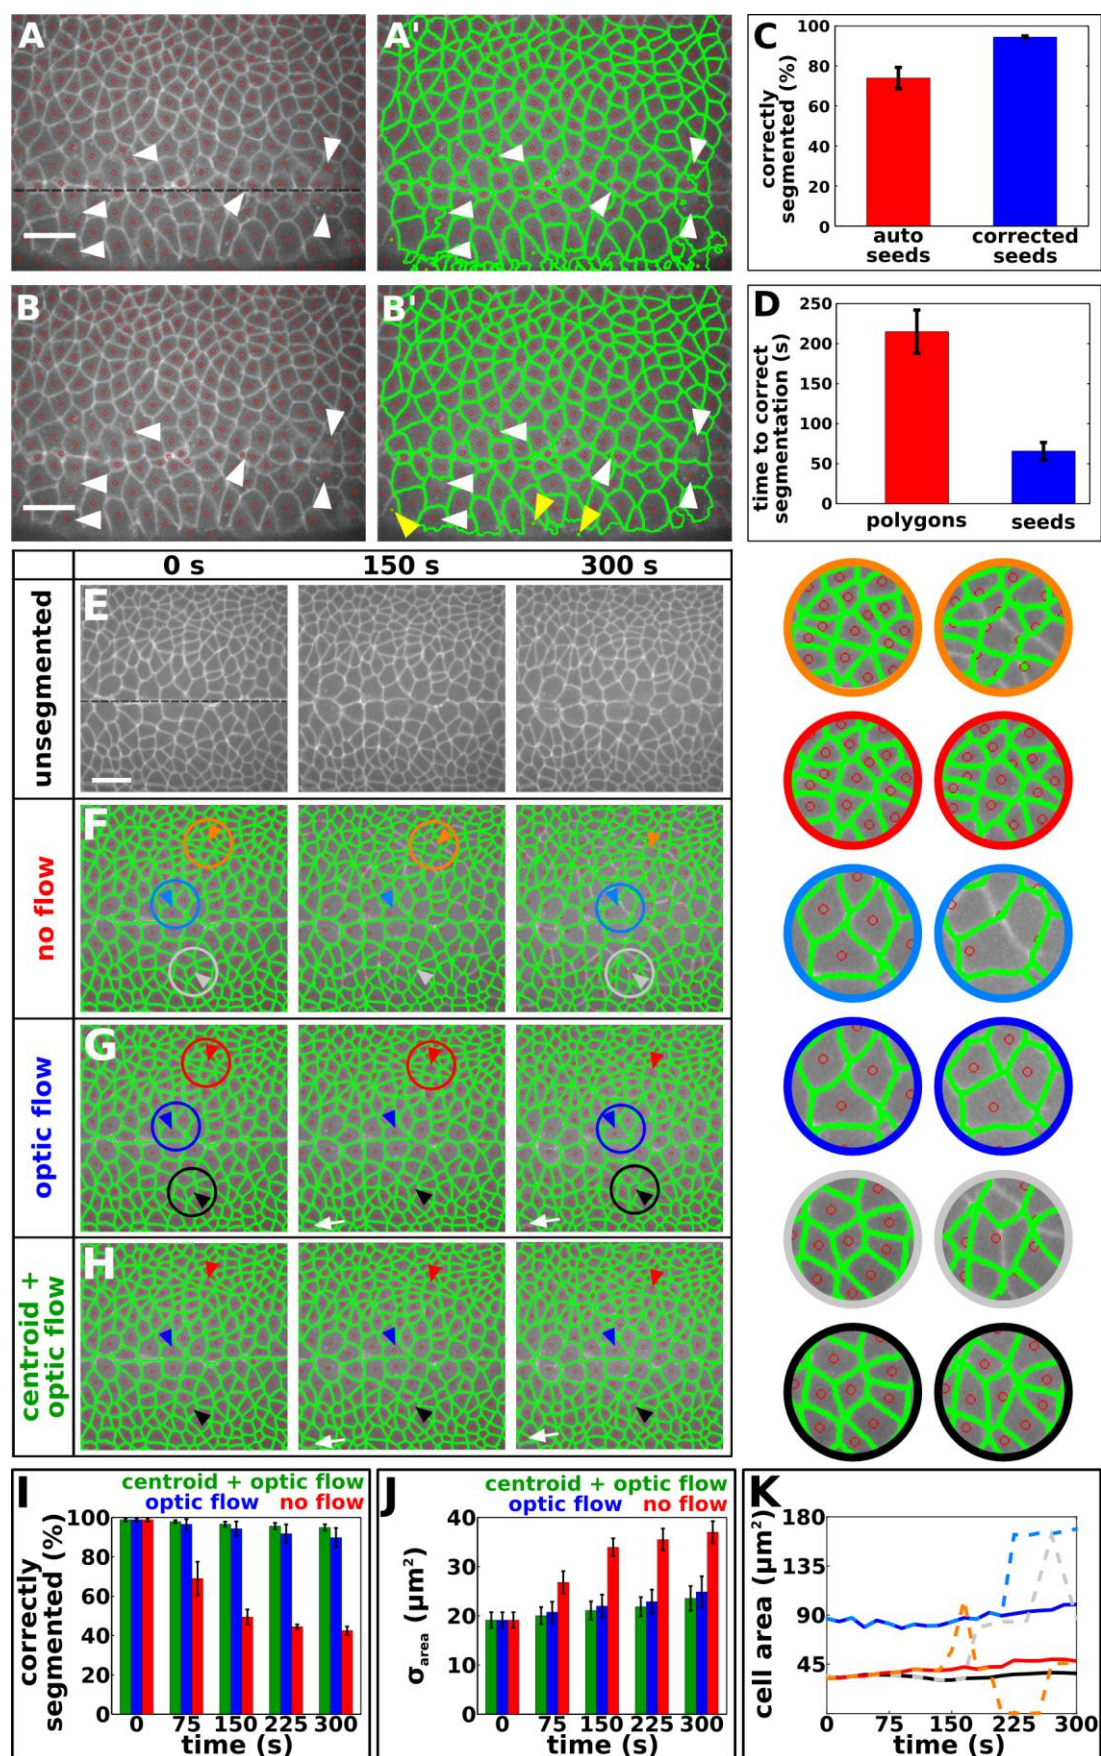 A
A'
C
correctly
segmented (%)
100
80
60
40
20
0
auto
seeds
corrected
seeds
B
B'
D
time to correct
segmentation (s)
250
200
150
100
50
0
polygons
seeds
0 s
150 s
300 s
unsegmented
E
no flow
F
optic flow
G
centroid +
optic flow
H
I
centroid + optic flow
optic flow
no flow
correctly
segmented (%)
100
80
60
40
20
0
0
75
150
225
300
time (s)
J
centroid + optic flow
optic flow
no flow
σarea (μm²)
40
30
20
10
0
0
75
150
225
300
time (s)
K
cell area (μm²)
180
135
90
45
0
75
150
225
300
time (s)